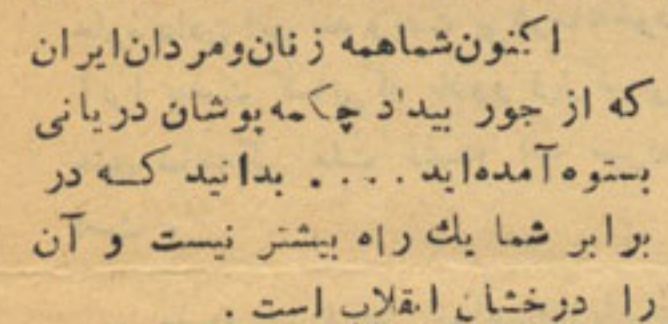 اکنون شما همه زنان و مردان ایران
که از جور بیداد چکمه پوشان دریانی
بستوه آمده‌اید .... بدانید که در
برابر شما یك راه بیشتر نیست و آن
را درخشان انقلاب است .